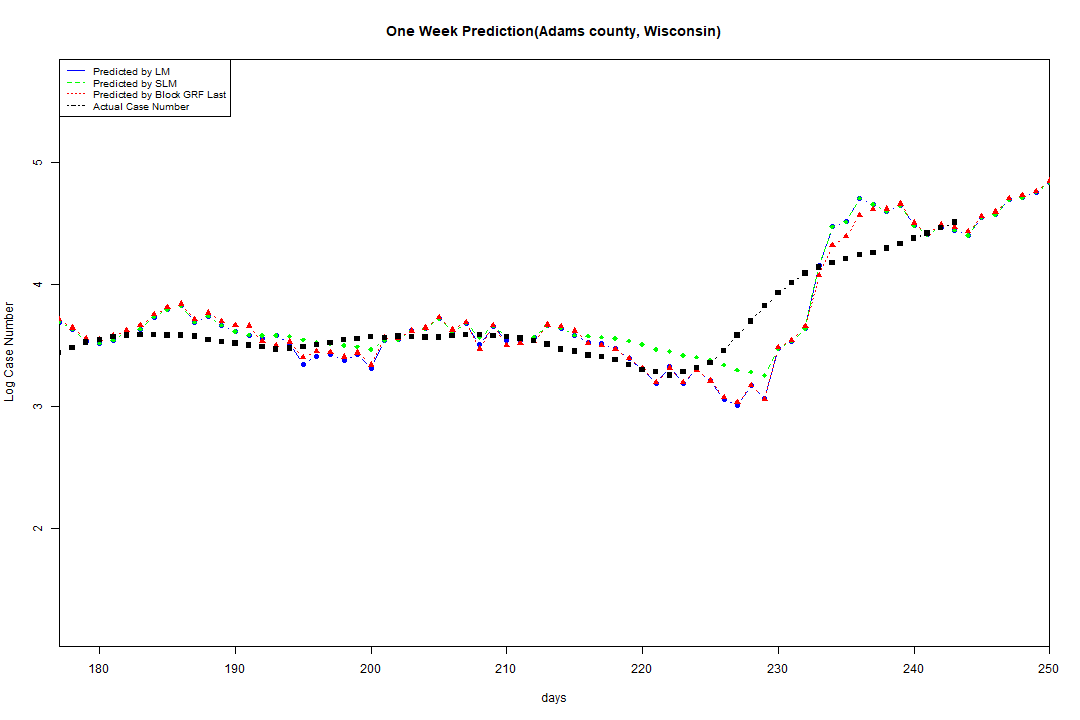 One Week Prediction(Adams county, Wisconsin)
Predicted by LM
Predicted by SLM
Predicted by Block GRF Last
Actual Case Number
Log Case Number
5
4
3
2
180 190 200 210 220 230 240 250
days